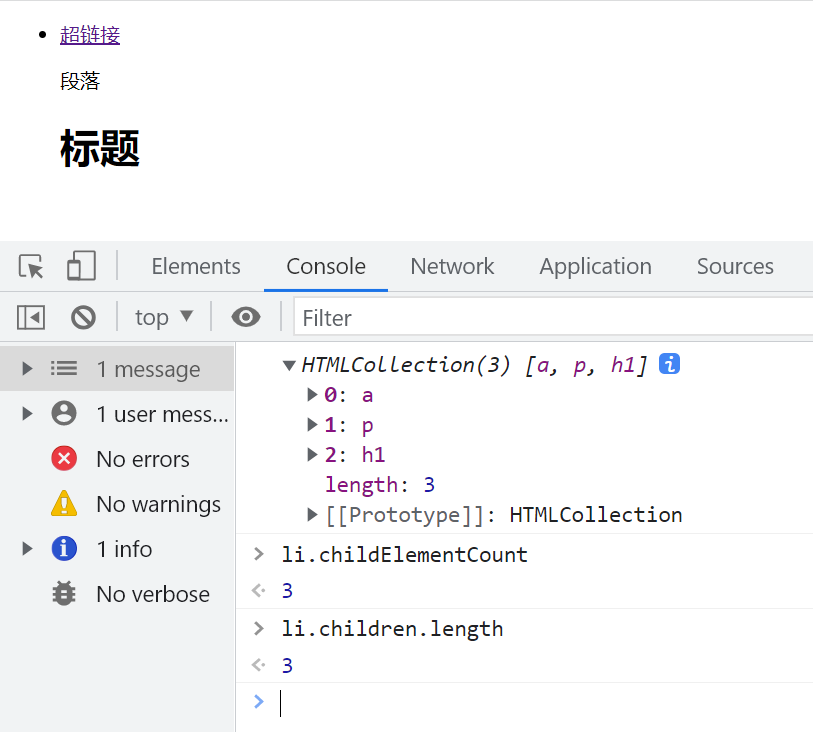 超链接
段落
标题
Elements Console Network Application Sources
top Filter
1 message
1 user mess...
No errors
No warnings
1 info
No verbose
HTMLCollection(3) [a, p, h1]
0: a
1: p
2: h1
length: 3
[[Prototype]]: HTMLCollection
li.childElementCount
3
li.children.length
3